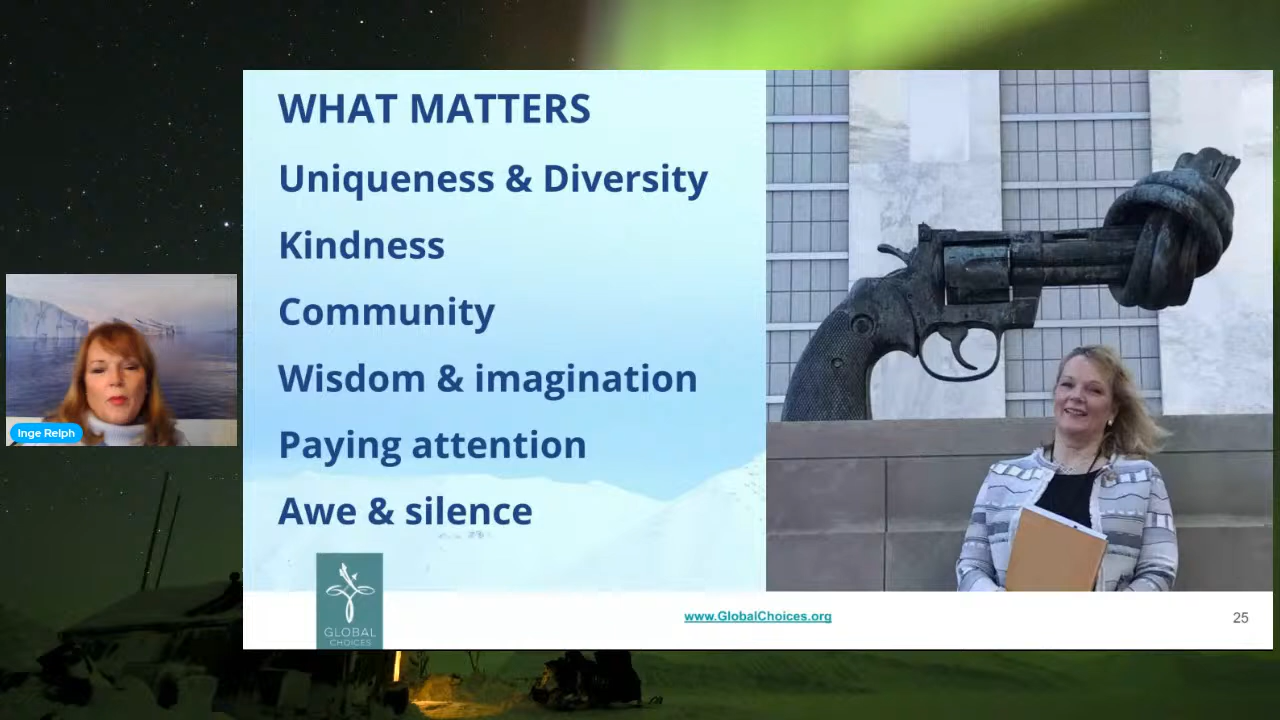 WHAT MATTERS
Uniqueness & Diversity
Kindness
Community
Wisdom & imagination
Paying attention
Awe & silence
Inge Relph
GLOBAL
CHOICES
www.GlobalChoices.org
25